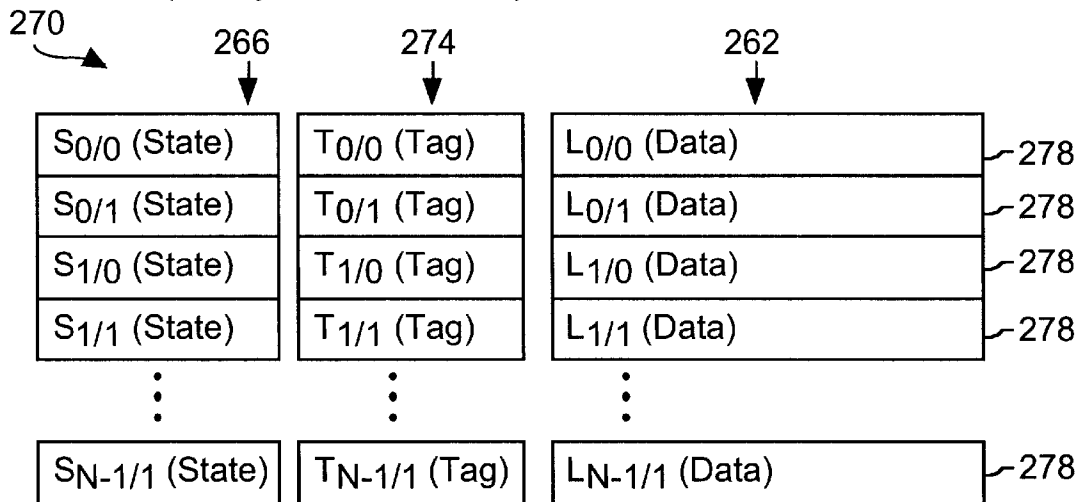 270
266 274 262
S0/0 (State) T0/0 (Tag) L0/0 (Data) 278
S0/1 (State) T0/1 (Tag) L0/1 (Data) 278
S1/0 (State) T1/0 (Tag) L1/0 (Data) 278
S1/1 (State) T1/1 (Tag) L1/1 (Data) 278
SN-1/1 (State) TN-1/1 (Tag) LN-1/1 (Data) 278